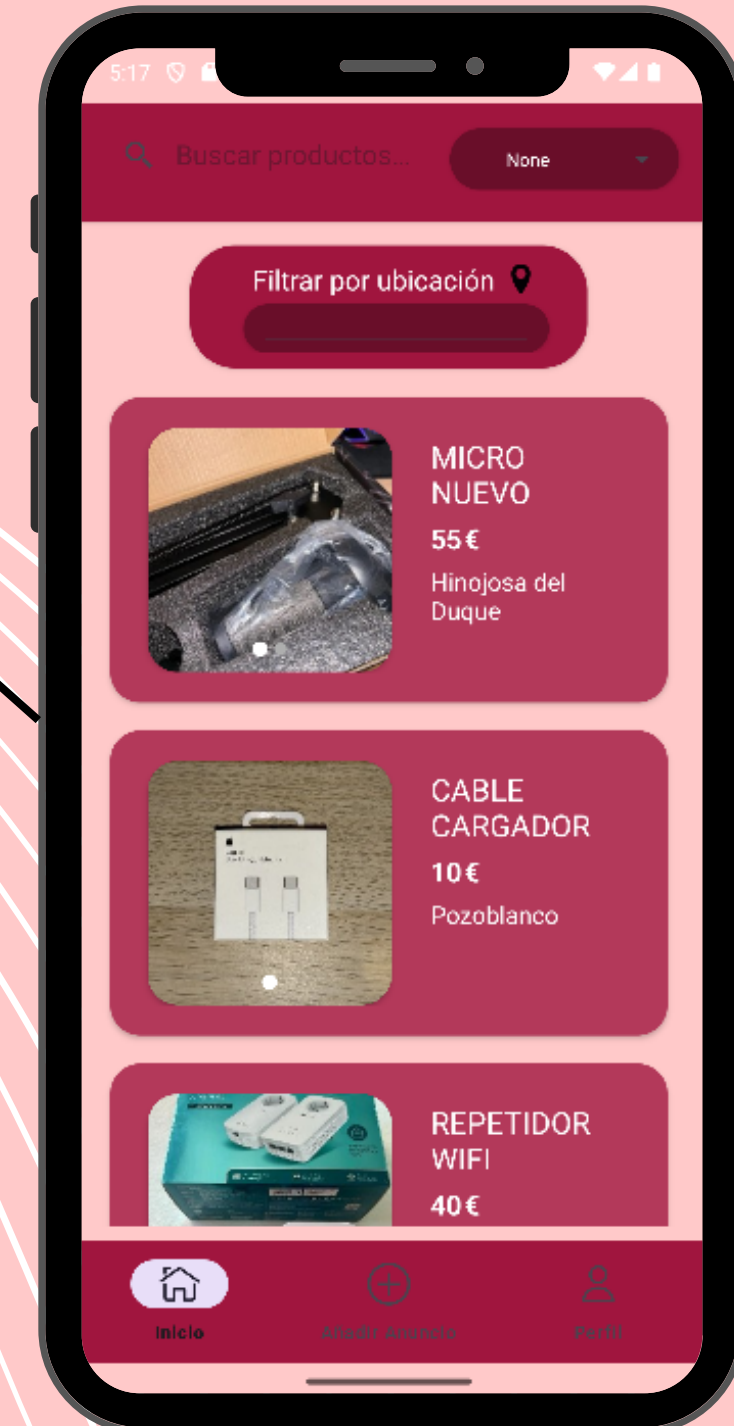 5:17
Buscar productos...
None
Filtrar por ubicación
MICRO
NUEVO
55 €
Hinojosa del
Duque
CABLE
CARGADOR
10 €
Pozoblanco
REPETIDOR
WIFI
40 €
Inicio
Añadir Anuncio
Perfil